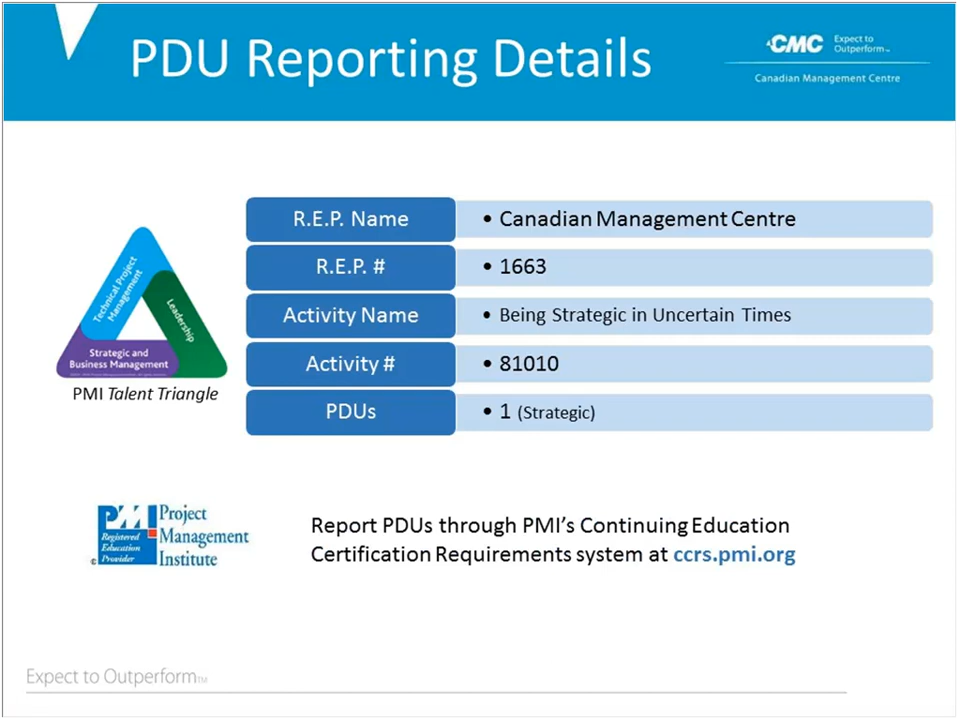 PDU Reporting Details
CMC Expect to
Outperform™
Canadian Management Centre
R.E.P. Name
• Canadian Management Centre
R.E.P. #
• 1663
Activity Name
• Being Strategic in Uncertain Times
Activity #
• 81010
PDUs
• 1 (Strategic)
Technical Project
Management
Leadership
Strategic and
Business Management
PMI Talent Triangle
PMI
Registered
Education
Provider
©
Project
Management
Institute
Report PDUs through PMI's Continuing Education
Certification Requirements system at ccrs.pmi.org
Expect to Outperform™